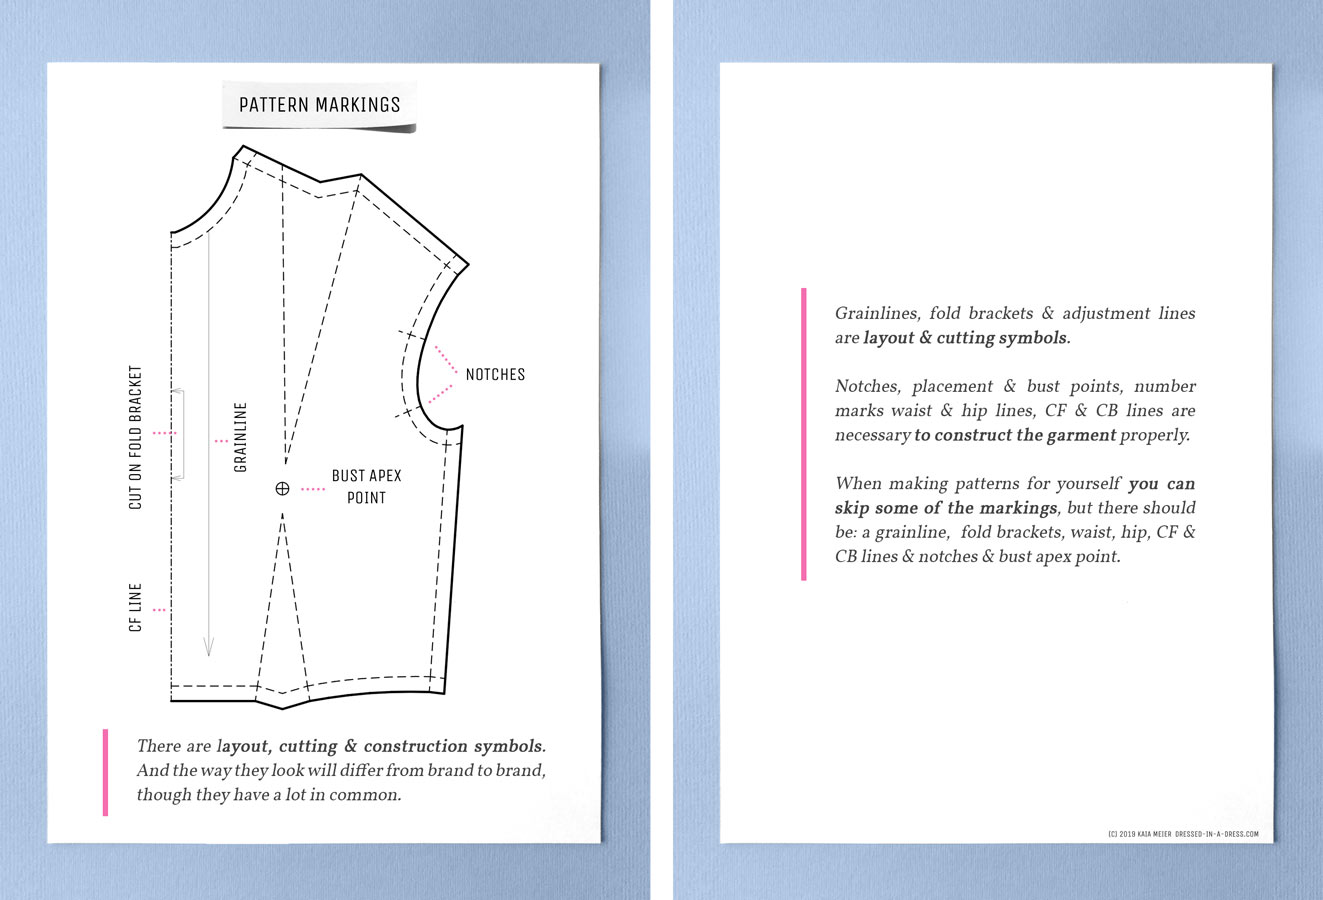 PATTERN MARKINGS
CUT ON FOLD BRACKET
GRAINLINE
NOTCHES
BUST APEX
POINT
CF LINE
There are layout, cutting & construction symbols.
And the way they look will differ from brand to brand,
though they have a lot in common.
Grainlines, fold brackets & adjustment lines
are layout & cutting symbols.
Notches, placement & bust points, number
marks waist & hip lines, CF & CB lines are
necessary to construct the garment properly.
When making patterns for yourself you can
skip some of the markings, but there should
be: a grainline, fold brackets, waist, hip, CF &
CB lines & notches & bust apex point.
(C) 2019 KAIA MEIER DRESSED-IN-A-DRESS.COM